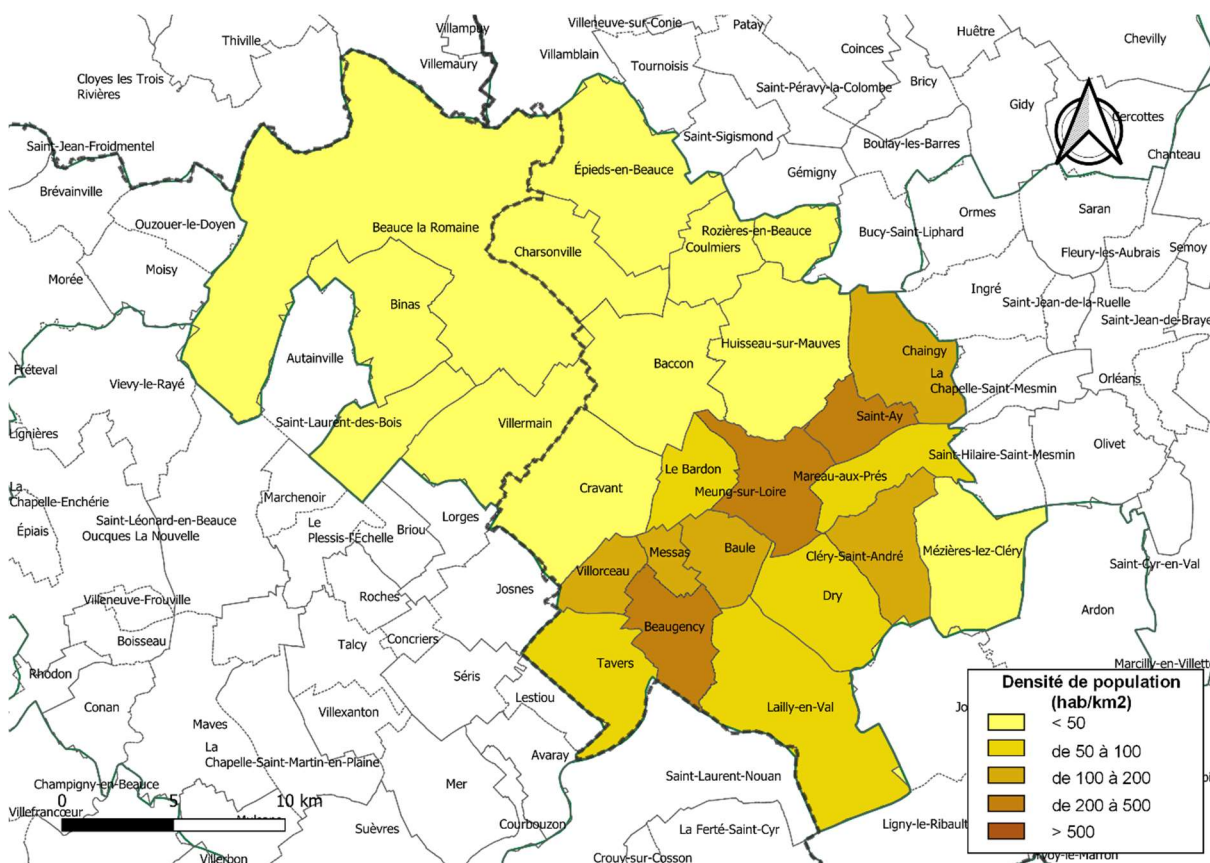 Villeneuve-sur-Conie
Patay
Huêtre
Chevilly
Thiville
Villampuy
Villamblain
Coinces
Villemaury
Tournoisis
Cloyes les Trois
Rivières
Saint-Péravy-la-Colombe
Bricy
Gidy
Cercottes
Saint-Sigismond
Boulay-les-Barres
Saint-Jean-Froidmentel
Chanteau
Épieds-en-Beauce
Gémigny
Brévainville
Ouzouer-le-Doyen
Beauce la Romaine
Rozières-en-Beauce
Ormes
Saran
Bucy-Saint-Liphard
Charsonville
Coulmiers
Fleury-les-Aubrais
Semoy
Morée
Moisy
Ingré
Saint-Jean-de-la-Ruelle
Binas
Saint-Jean-de-Braye
Huisseau-sur-Mauves
Autainville
Chaingy
Fréteval
Baccon
La
Chapelle-Saint-Mesmin
Orléans
Vievy-le-Rayé
Saint-Ay
Saint-Laurent-des-Bois
Villermain
Lignières
Olivet
Saint-Hilaire-Saint-Mesmin
Le Bardon
Mareau-aux-Prés
La
Chapelle-Enchérie
Cravant
Meung-sur-Loire
Marchenoir
Épiais
Saint-Léonard-en-Beauce
Oucques La Nouvelle
Le
Plessis-l'Échelle
Briou
Lorges
Messas
Baule
Cléry-Saint-André
Mézières-lez-Cléry
Saint-Cyr-en-Val
Villorceau
Josnes
Villeneuve-Frouville
Roches
Dry
Ardon
Boisseau
Talcy
Concriers
Beaugency
Rhodon
Séris
Tavers
Marcilly-en-Villette
Conan
Lestiou
Lailly-en-Val
Villexanton
Maves
Avaray
La
Chapelle-Saint-Martin-en-Plaine
Saint-Laurent-Nouan
Champigny-en-Beauce
Mer
Villefrancœur
Suèvres
Courbouzon
La Ferté-Saint-Cyr
Ligny-le-Ribault
Villerbon
Crouy-sur-Cosson
0 5 10 km
Densité de population
(hab/km2)
< 50
de 50 à 100
de 100 à 200
de 200 à 500
> 500